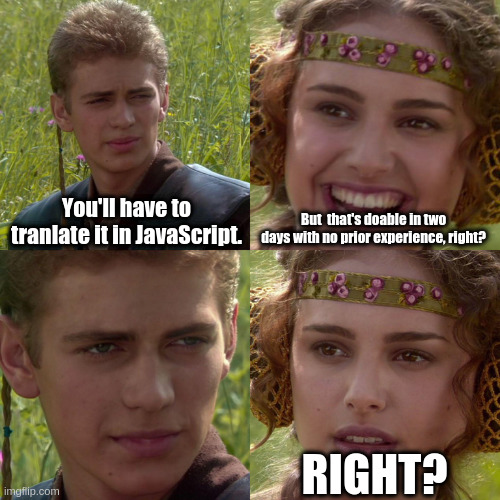 You'll have to
tranlate it in JavaScript.
But that's doable in two
days with no prior experience, right?
RIGHT?
imgflip.com